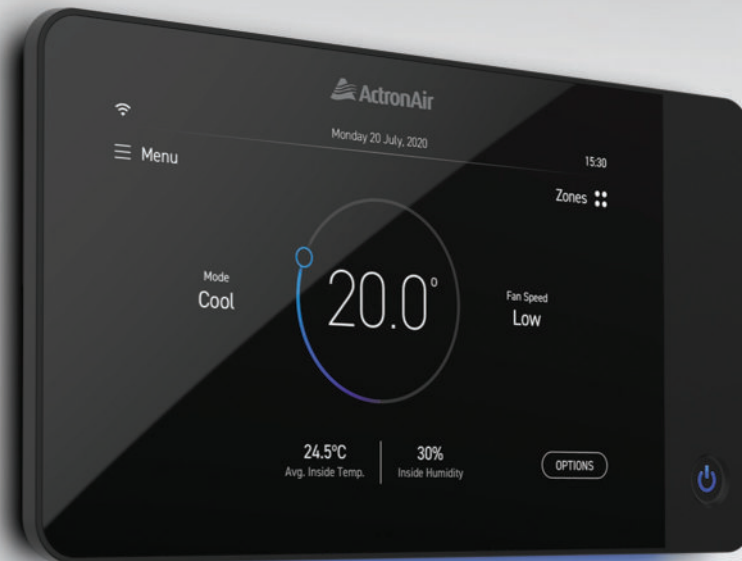 ActronAir
Monday 20 July, 2020
15:30
Menu
Zones
Mode
Cool
20.0°
Fan Speed
Low
24.5°C
Avg. Inside Temp.
30%
Inside Humidity
OPTIONS